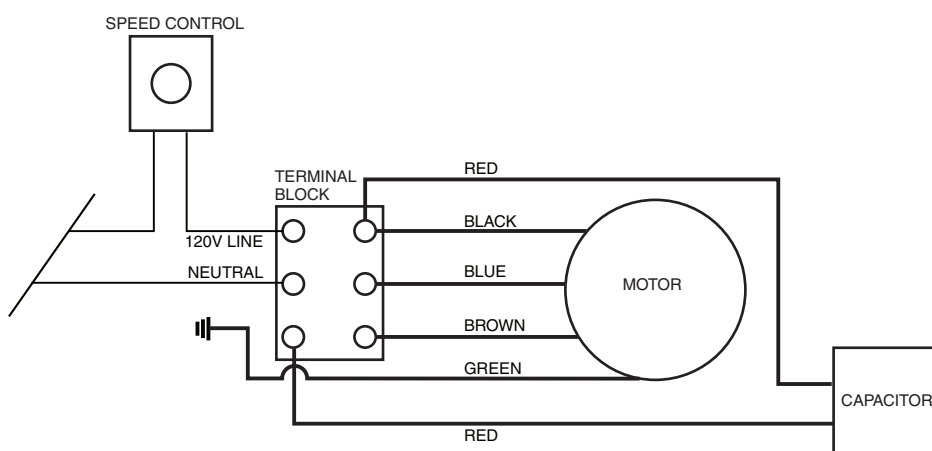 SPEED CONTROL
TERMINAL
BLOCK
RED
BLACK
120V LINE
NEUTRAL
BLUE
MOTOR
BROWN
GREEN
CAPACITOR
RED